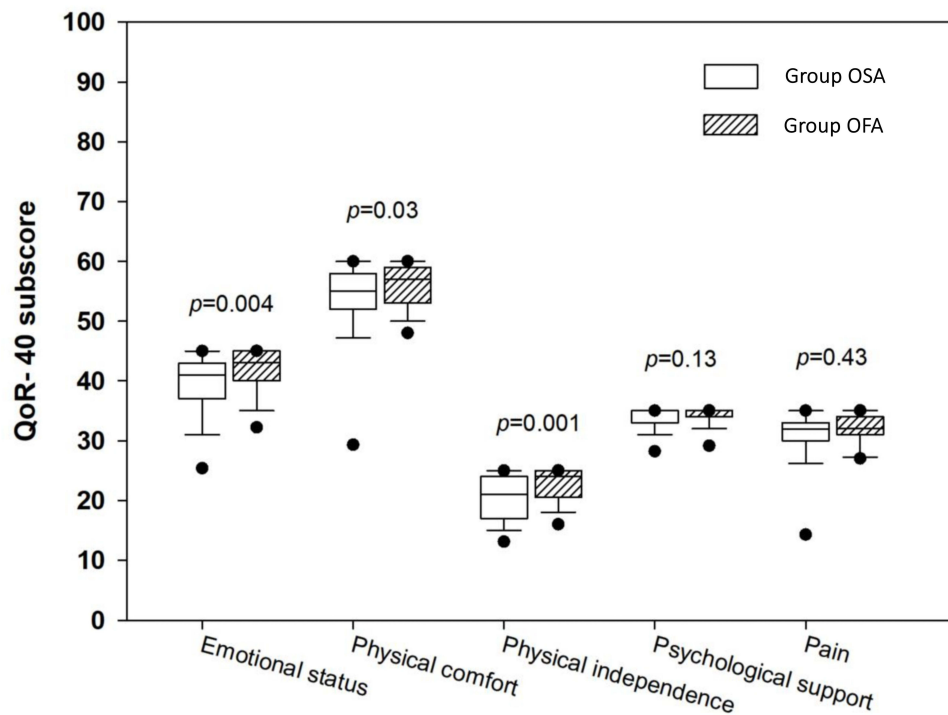 QoR- 40 subscore
100
90
80
70
60
50
40
30
20
10
0
Group OSA
Group OFA
p=0.004
p=0.03
p=0.001
p=0.13
p=0.43
Emotional status
Physical comfort
Physical independence
Psychological support
Pain